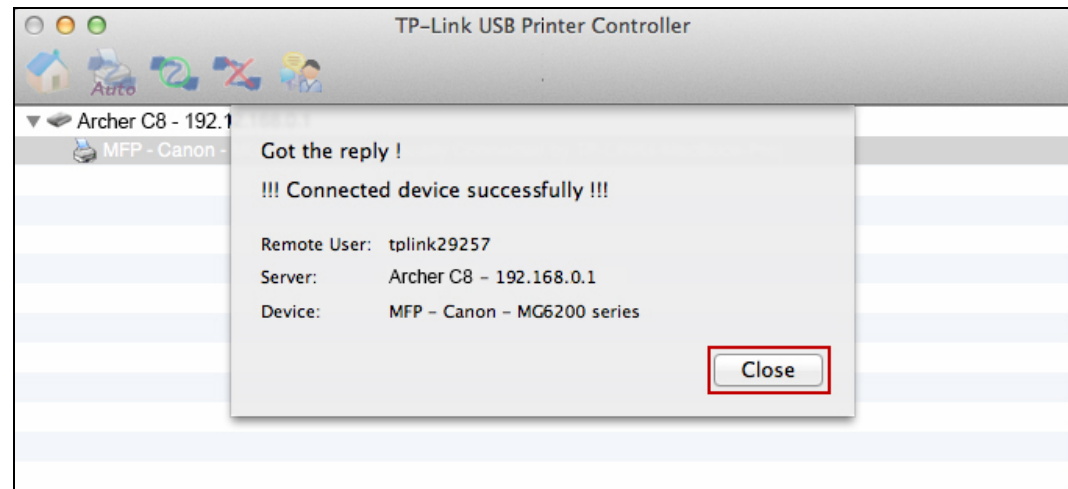 TP-Link USB Printer Controller
Auto
Archer C8 - 192.1
MFP - Canon -
Got the reply !
!!! Connected device successfully !!!
Remote User: tplink29257
Server: Archer C8 – 192.168.0.1
Device: MFP – Canon – MG6200 series
Close